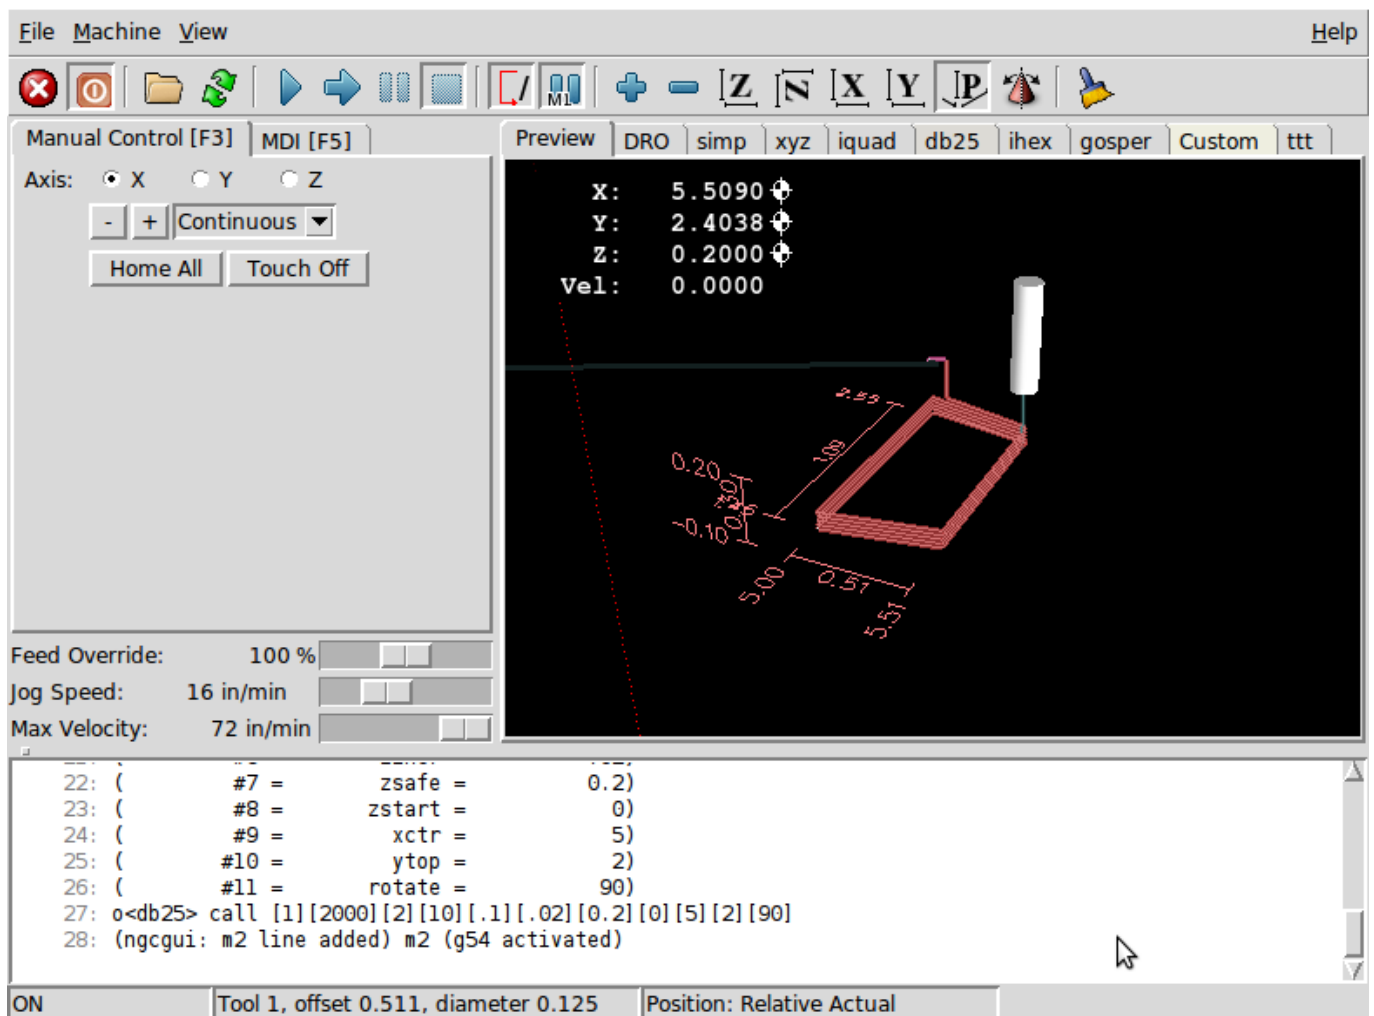 File Machine View Help
M1 Z N X Y P
Manual Control [F3] MDI [F5] Preview DRO simp xyz iquad db25 ihex gosper Custom ttt
Axis: X Y Z
- + Continuous
Home All Touch Off
X: 5.5090
Y: 2.4038
Z: 0.2000
Vel: 0.0000
2.59
0.20
-0.10
5.00
0.51
5.51
Feed Override: 100 %
Jog Speed: 16 in/min
Max Velocity: 72 in/min
22: ( #7 = zsafe = 0.2)
23: ( #8 = zstart = 0)
24: ( #9 = xctr = 5)
25: ( #10 = ytop = 2)
26: ( #11 = rotate = 90)
27: o<db25> call [1][2000][2][10][.1][.02][0.2][0][5][2][90]
28: (ngcgui: m2 line added) m2 (g54 activated)
ON Tool 1, offset 0.511, diameter 0.125 Position: Relative Actual